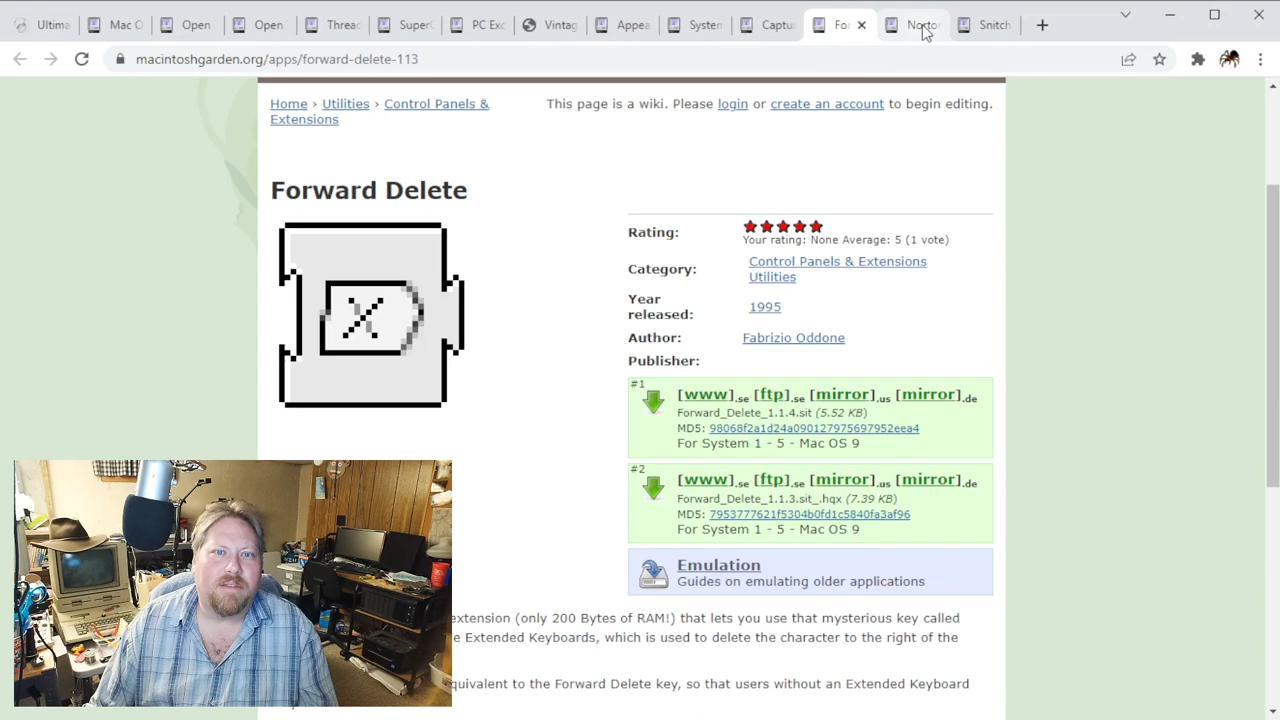 Ultima
Mac O
Open
Open
Threa
Super
PC Exc
Vintag
Appea
System
Captu
For
Norto
Snitch
macintoshgarden.org/apps/forward-delete-113
Home › Utilities › Control Panels &
Extensions
This page is a wiki. Please login or create an account to begin editing.
Forward Delete
Rating:
Your rating: None Average: 5 (1 vote)
Category:
Control Panels & Extensions
Utilities
Year
released:
1995
Author:
Fabrizio Oddone
Publisher:
#1
[www].se [ftp].se [mirror].us [mirror].de
Forward_Delete_1.1.4.sit (5.52 KB)
MD5: 98068f2a1d24a090127975697952eea4
For System 1 - 5 - Mac OS 9
#2
[www].se [ftp].se [mirror].us [mirror].de
Forward_Delete_1.1.3.sit_.hqx (7.39 KB)
MD5: 7953777621f5304b0fd1c5840fa3af96
For System 1 - 5 - Mac OS 9
Emulation
Guides on emulating older applications
extension (only 200 Bytes of RAM!) that lets you use that mysterious key called
e Extended Keyboards, which is used to delete the character to the right of the
quivalent to the Forward Delete key, so that users without an Extended Keyboard